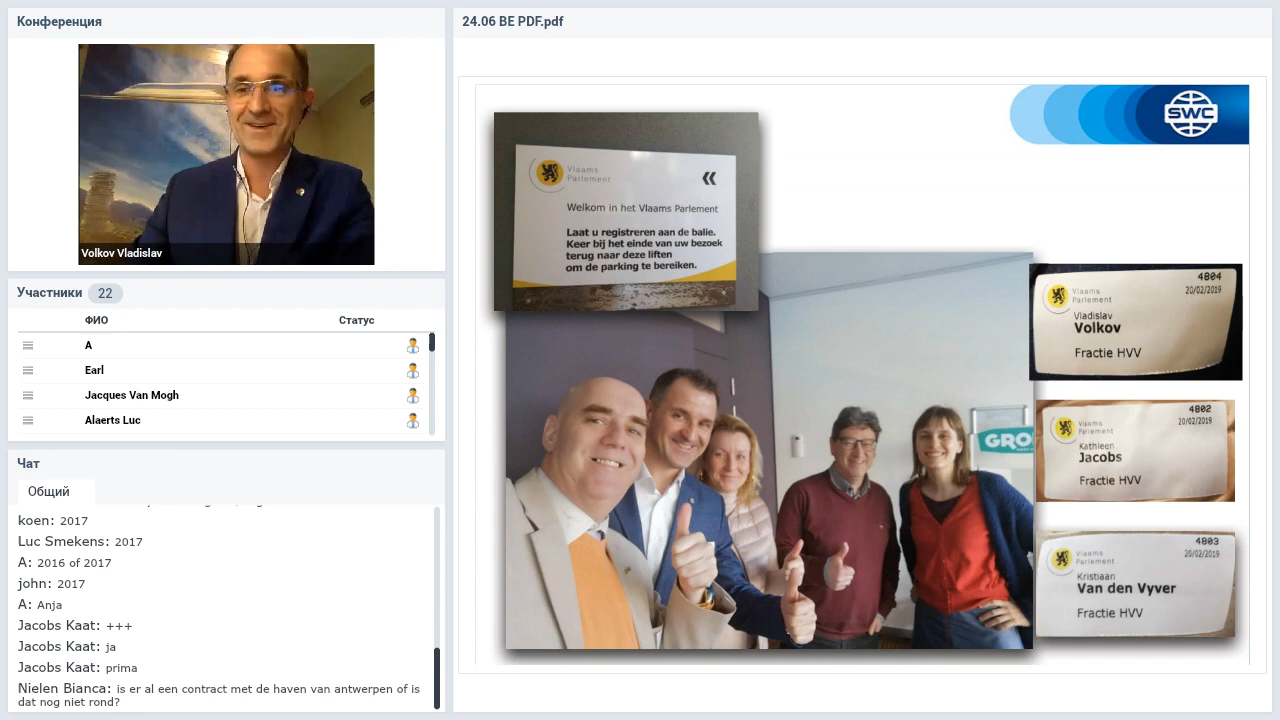 Конференция
Volkov Vladislav
Участники 22
ФИО Статус
A
Earl
Jacques Van Mogh
Alaerts Luc
Чат
Общий
koen: 2017
Luc Smekens: 2017
A: 2016 of 2017
john: 2017
A: Anja
Jacobs Kaat: +++
Jacobs Kaat: ja
Jacobs Kaat: prima
Nielen Bianca: is er al een contract met de haven van antwerpen of is
dat nog niet rond?
24.06 BE PDF.pdf
SWC
Vlaams
Parlement
«
Welkom in het Vlaams Parlement
Laat u registreren aan de balie.
Keer bij het einde van uw bezoek
terug naar deze liften
om de parking te bereiken.
GRO
4804
Vlaams
Parlement
20/02/2019
Vladislav
Volkov
Fractie HVV
4802
Vlaams
Parlement
20/02/2019
Kathleen
Jacobs
Fractie HVV
4803
Vlaams
Parlement
20/02/2019
Kristiaan
Van den Vyver
Fractie HVV